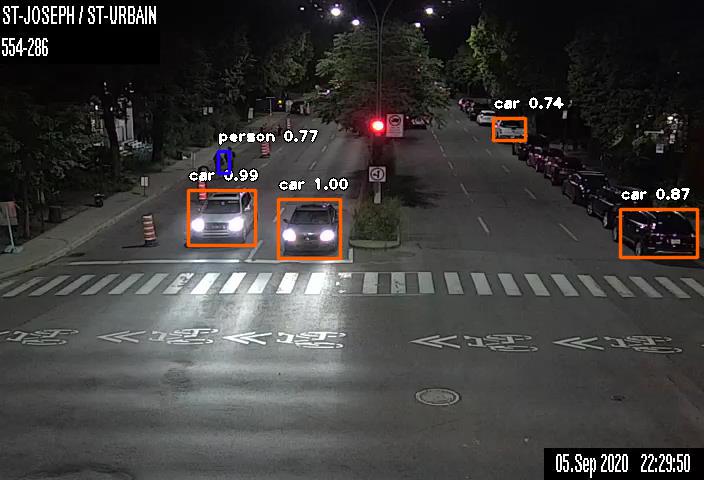 ST-JOSEPH / ST-URBAIN
554-286
car 0.74
person 0.77
car 0.99
car 1.00
car 0.87
05.Sep 2020 22:29:50